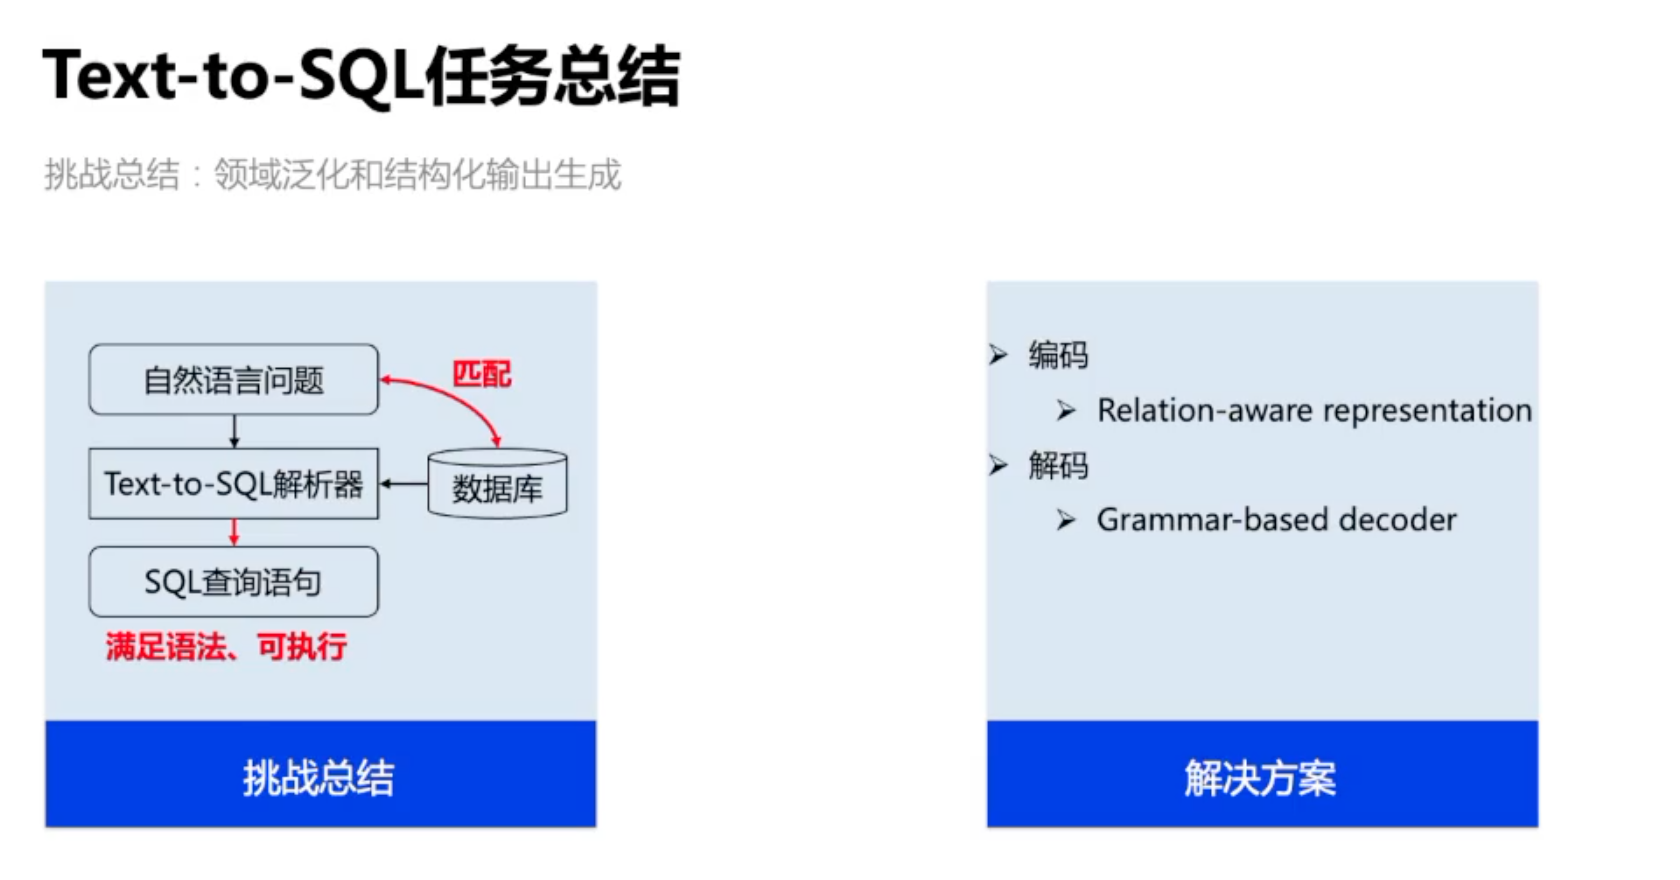 Text-to-SQL任务总结
挑战总结：领域泛化和结构化输出生成
自然语言问题
匹配
Text-to-SQL解析器
数据库
SQL查询语句
满足语法、可执行
挑战总结
➢ 编码
➢ Relation-aware representation
➢ 解码
➢ Grammar-based decoder
解决方案